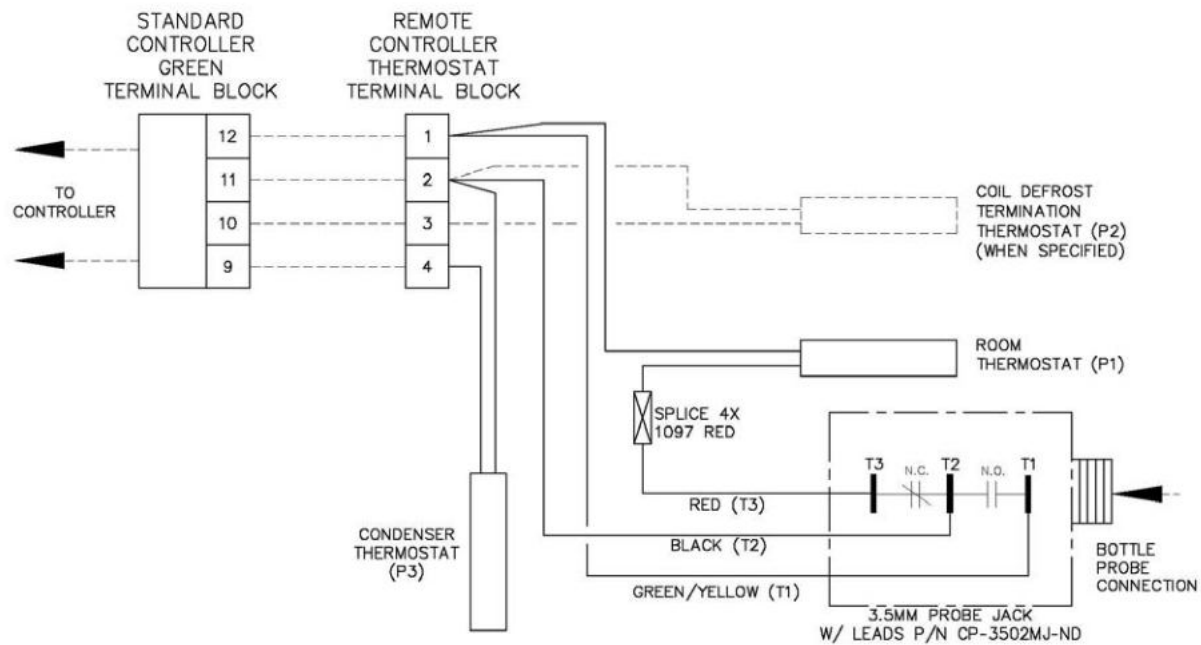 STANDARD
CONTROLLER
GREEN
TERMINAL BLOCK
REMOTE
CONTROLLER
THERMOSTAT
TERMINAL BLOCK
12
11
10
9
1
2
3
4
TO
CONTROLLER
COIL DEFROST
TERMINATION
THERMOSTAT (P2)
(WHEN SPECIFIED)
ROOM
THERMOSTAT (P1)
SPLICE 4X
1097 RED
T3
N.C.
T2
N.O.
T1
RED (T3)
BLACK (T2)
GREEN/YELLOW (T1)
CONDENSER
THERMOSTAT
(P3)
BOTTLE
PROBE
CONNECTION
3.5MM PROBE JACK
W/ LEADS P/N CP-3502MJ-ND